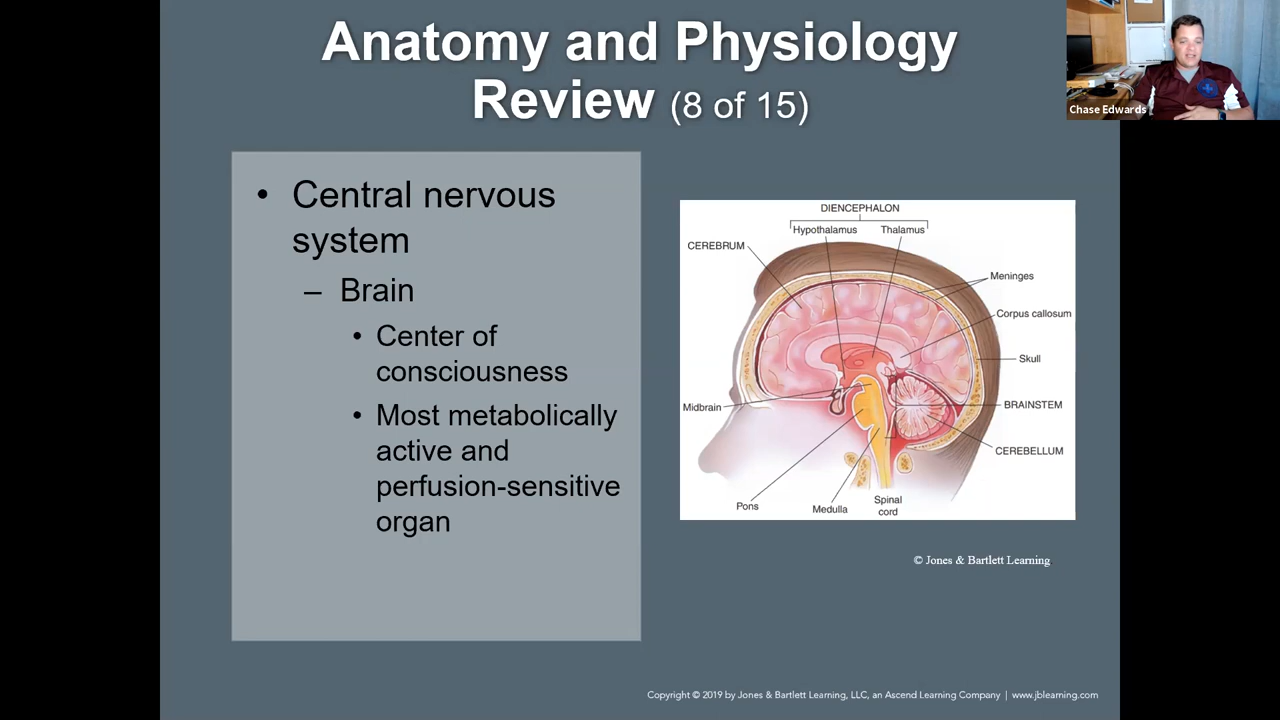 Anatomy and Physiology
Review (8 of 15)
Chase Edwards
• Central nervous
system
– Brain
• Center of
consciousness
• Most metabolically
active and
perfusion-sensitive
organ
DIENCEPHALON
Hypothalamus
Thalamus
CEREBRUM
Meninges
Corpus callosum
Skull
Midbrain
BRAINSTEM
CEREBELLUM
Pons
Medulla
Spinal
cord
© Jones & Bartlett Learning
Copyright © 2019 by Jones & Bartlett Learning, LLC, an Ascend Learning Company | www.jblearning.com